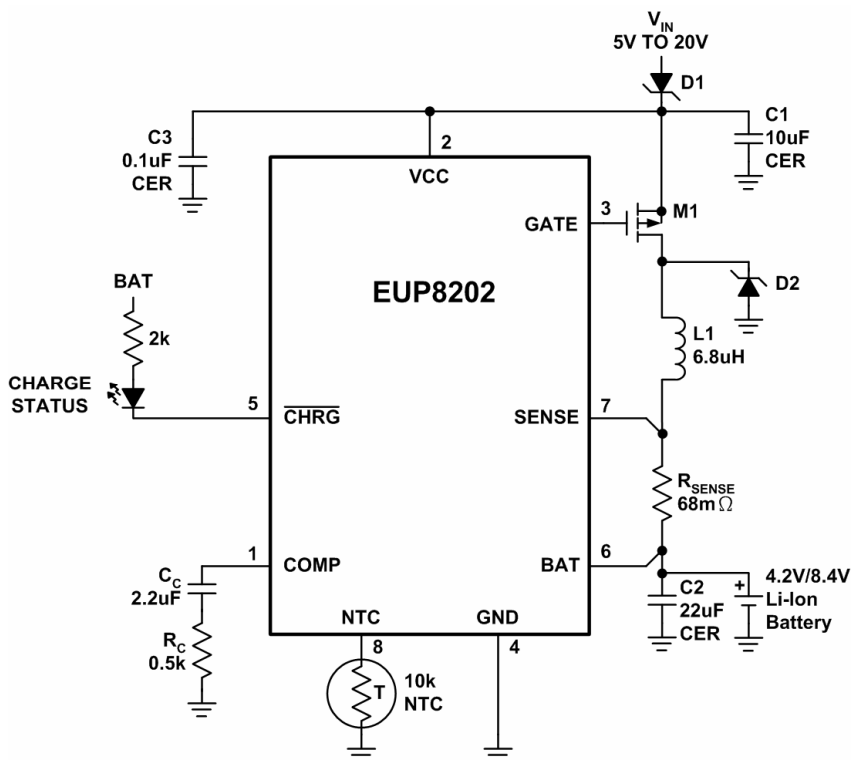 V_IN
5V TO 20V
D1
C3
0.1uF
CER
2
VCC
C1
10uF
CER
GATE
3
M1
EUP8202
D2
BAT
2k
L1
6.8uH
CHARGE
STATUS
5
CHRG
SENSE
7
R_SENSE
68mΩ
1
COMP
BAT
6
C_C
2.2uF
R_C
0.5k
NTC
8
GND
4
C2
22uF
CER
+
4.2V/8.4V
Li-Ion
Battery
T
10k
NTC